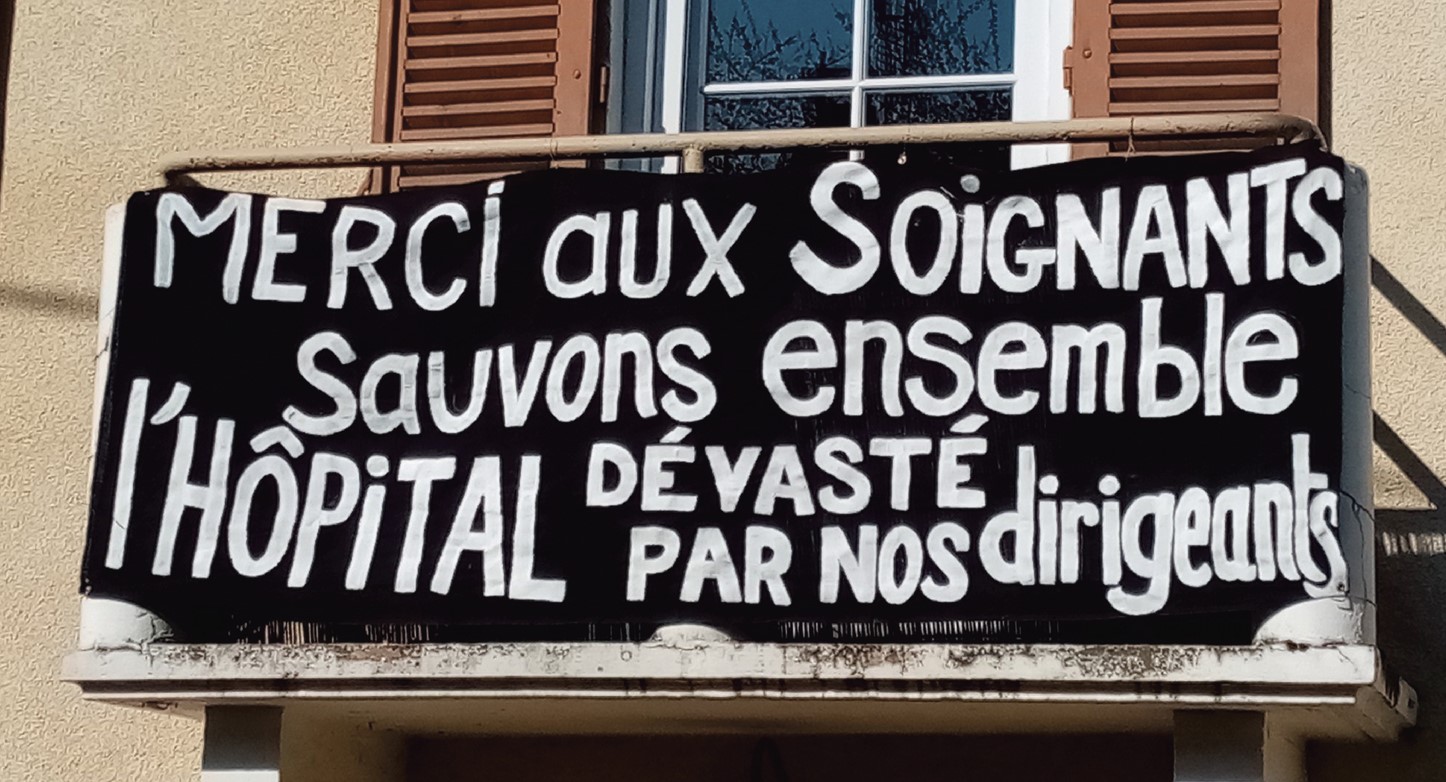 MERCi aux SOiGNANTS
Sauvons ensemble
l'HÔPiTAL DÉVASTÉ
PAR NOS dirigeants